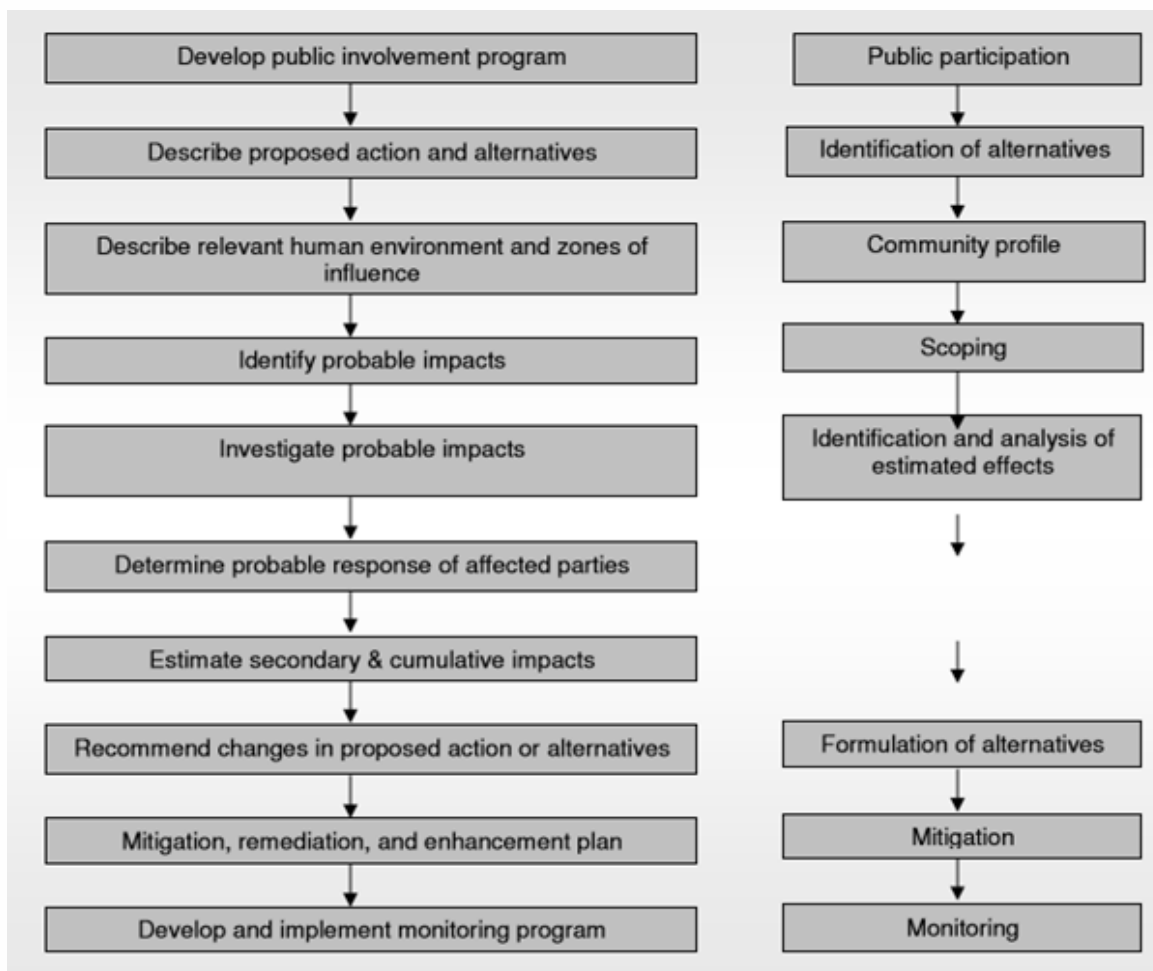 Develop public involvement program
Public participation
Describe proposed action and alternatives
Identification of alternatives
Describe relevant human environment and zones of
influence
Community profile
Identify probable impacts
Scoping
Investigate probable impacts
Identification and analysis of
estimated effects
Determine probable response of affected parties
Estimate secondary & cumulative impacts
Recommend changes in proposed action or alternatives
Formulation of alternatives
Mitigation, remediation, and enhancement plan
Mitigation
Develop and implement monitoring program
Monitoring